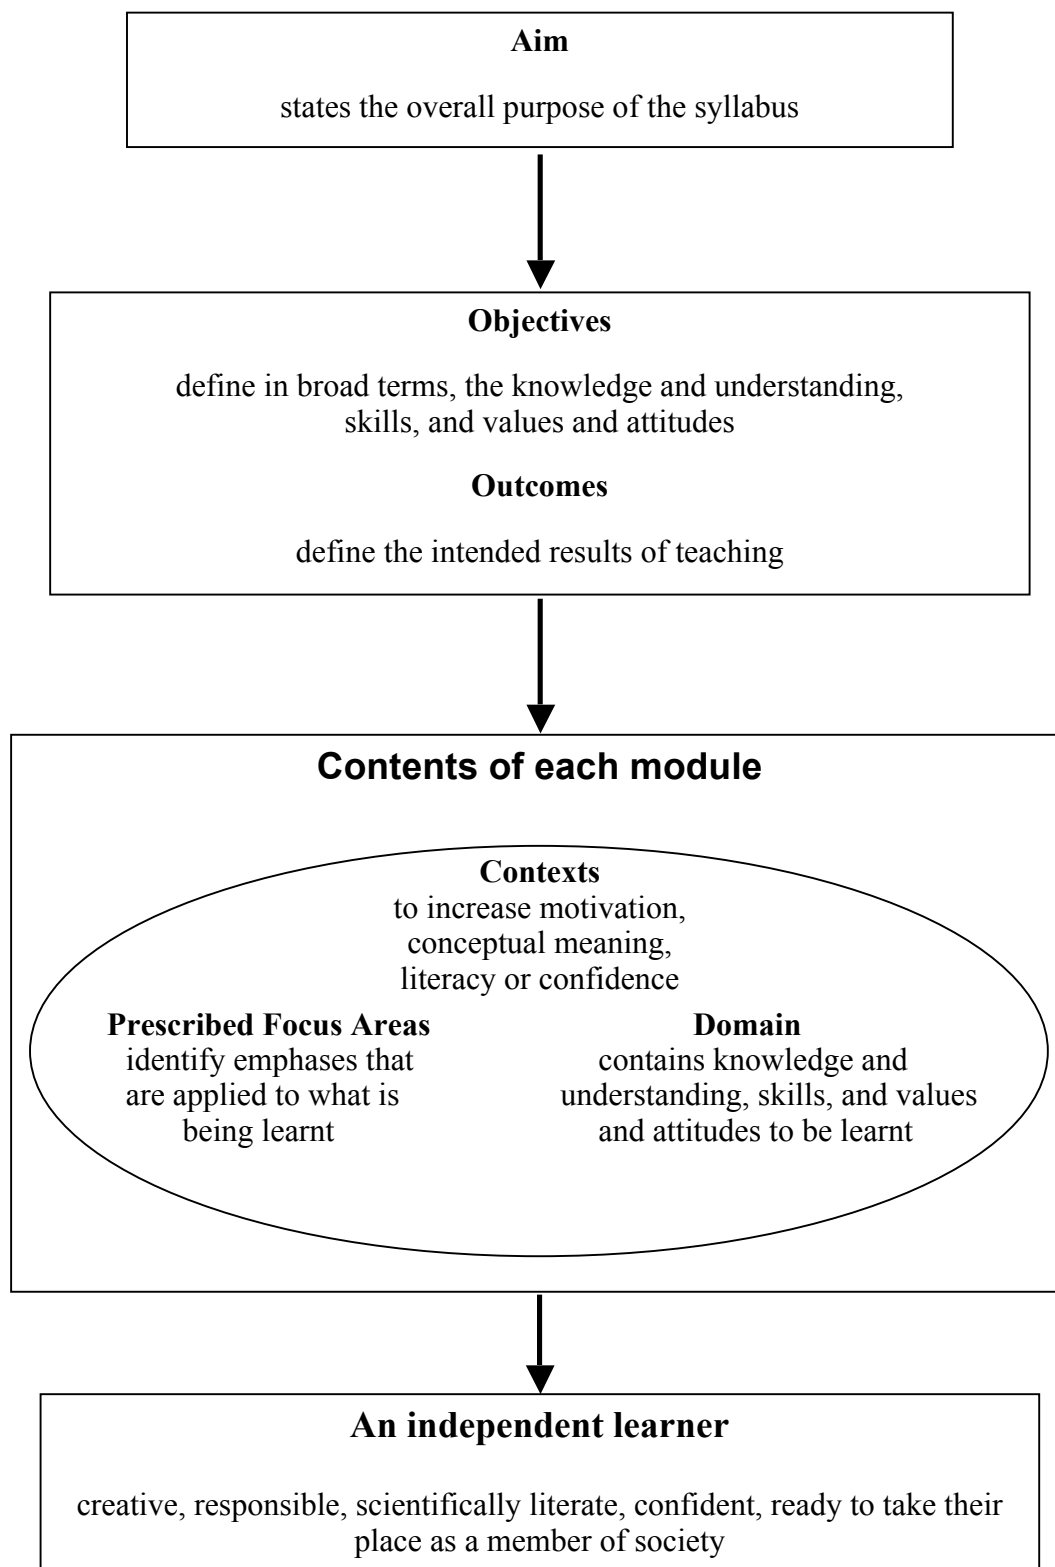 Aim
states the overall purpose of the syllabus
Objectives
define in broad terms, the knowledge and understanding,
skills, and values and attitudes
Outcomes
define the intended results of teaching
Contents of each module
Contexts
to increase motivation,
conceptual meaning,
literacy or confidence
Prescribed Focus Areas
identify emphases that
are applied to what is
being learnt
Domain
contains knowledge and
understanding, skills, and values
and attitudes to be learnt
An independent learner
creative, responsible, scientifically literate, confident, ready to take their
place as a member of society